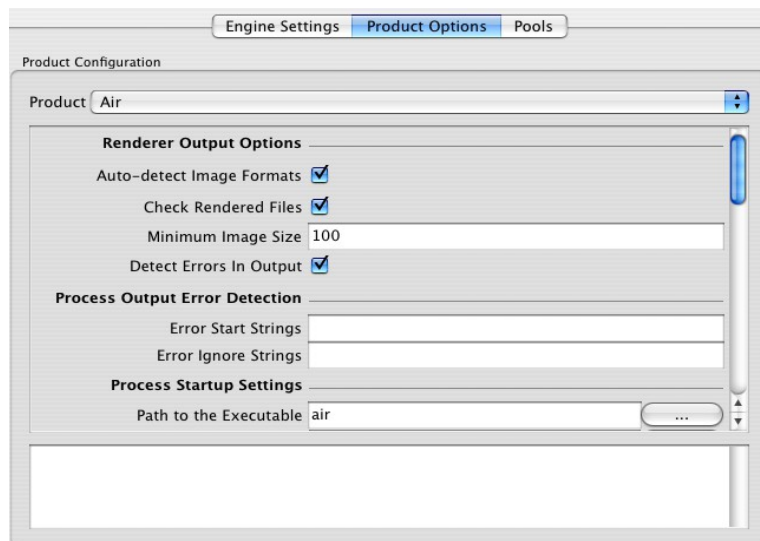 Engine Settings Product Options Pools
Product Configuration
Product Air
Renderer Output Options
Auto-detect Image Formats
Check Rendered Files
Minimum Image Size 100
Detect Errors In Output
Process Output Error Detection
Error Start Strings
Error Ignore Strings
Process Startup Settings
Path to the Executable air ...